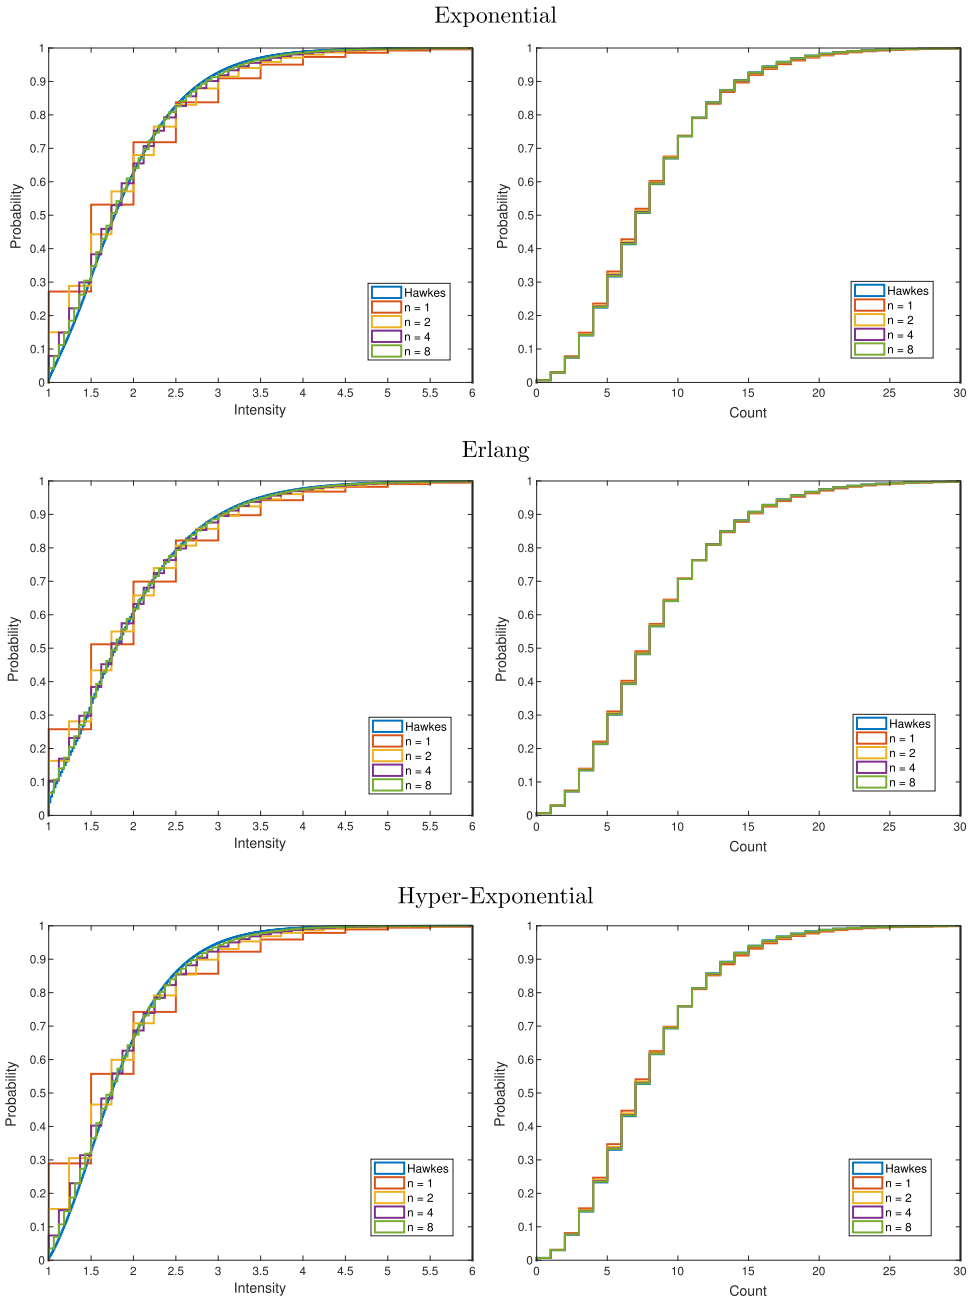 Exponential
1
0.9
0.8
0.7
0.6
0.5
0.4
0.3
0.2
0.1
0
Probability
Hawkes
n = 1
n = 2
n = 4
n = 8
1 1.5 2 2.5 3 3.5 4 4.5 5 5.5 6
Intensity
1
0.9
0.8
0.7
0.6
0.5
0.4
0.3
0.2
0.1
0
Probability
Hawkes
n = 1
n = 2
n = 4
n = 8
0 5 10 15 20 25 30
Count
Erlang
1
0.9
0.8
0.7
0.6
0.5
0.4
0.3
0.2
0.1
0
Probability
Hawkes
n = 1
n = 2
n = 4
n = 8
1 1.5 2 2.5 3 3.5 4 4.5 5 5.5 6
Intensity
1
0.9
0.8
0.7
0.6
0.5
0.4
0.3
0.2
0.1
0
Probability
Hawkes
n = 1
n = 2
n = 4
n = 8
0 5 10 15 20 25 30
Count
Hyper-Exponential
1
0.9
0.8
0.7
0.6
0.5
0.4
0.3
0.2
0.1
0
Probability
Hawkes
n = 1
n = 2
n = 4
n = 8
1 1.5 2 2.5 3 3.5 4 4.5 5 5.5 6
Intensity
1
0.9
0.8
0.7
0.6
0.5
0.4
0.3
0.2
0.1
0
Probability
Hawkes
n = 1
n = 2
n = 4
n = 8
0 5 10 15 20 25 30
Count